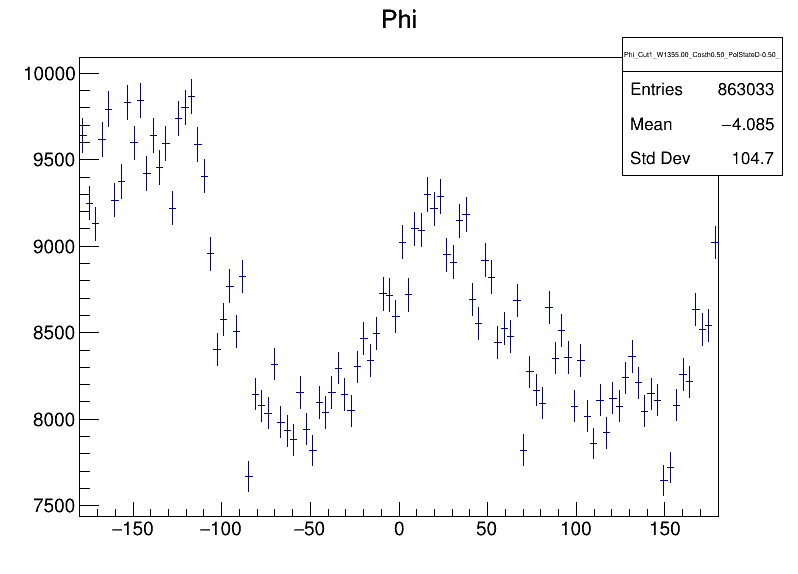 Phi
Phi_Cut1_W1355.00_Costh0.50_PolStateD-0.50_
Entries 863033
Mean −4.085
Std Dev 104.7
10000
9500
9000
8500
8000
7500
−150 −100 −50 0 50 100 150